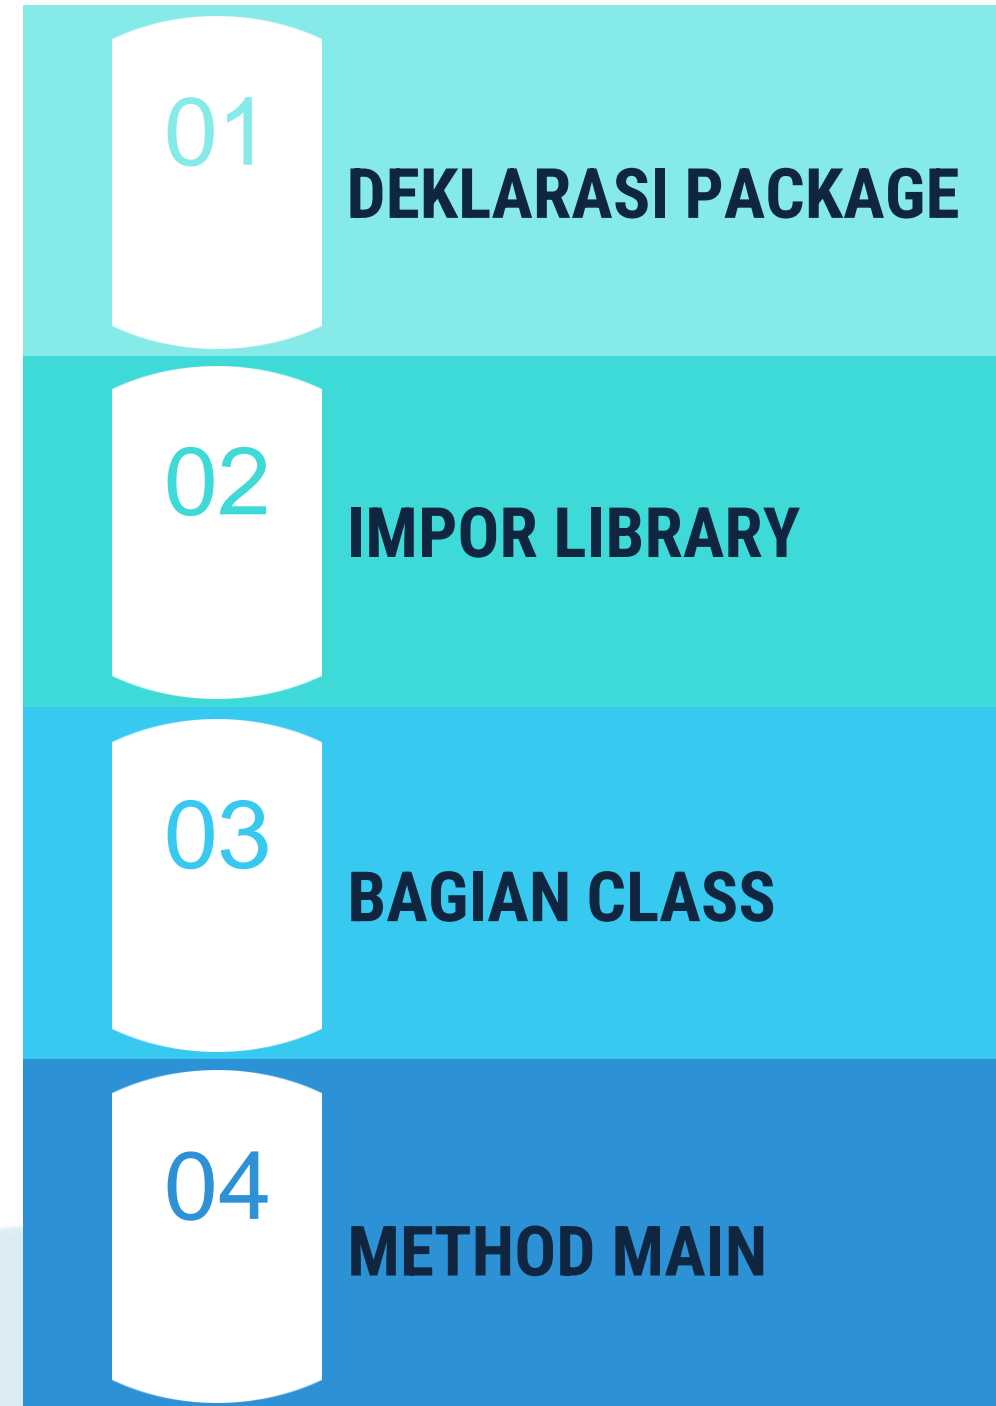 01
DEKLARASI PACKAGE
02
IMPOR LIBRARY
03
BAGIAN CLASS
04
METHOD MAIN